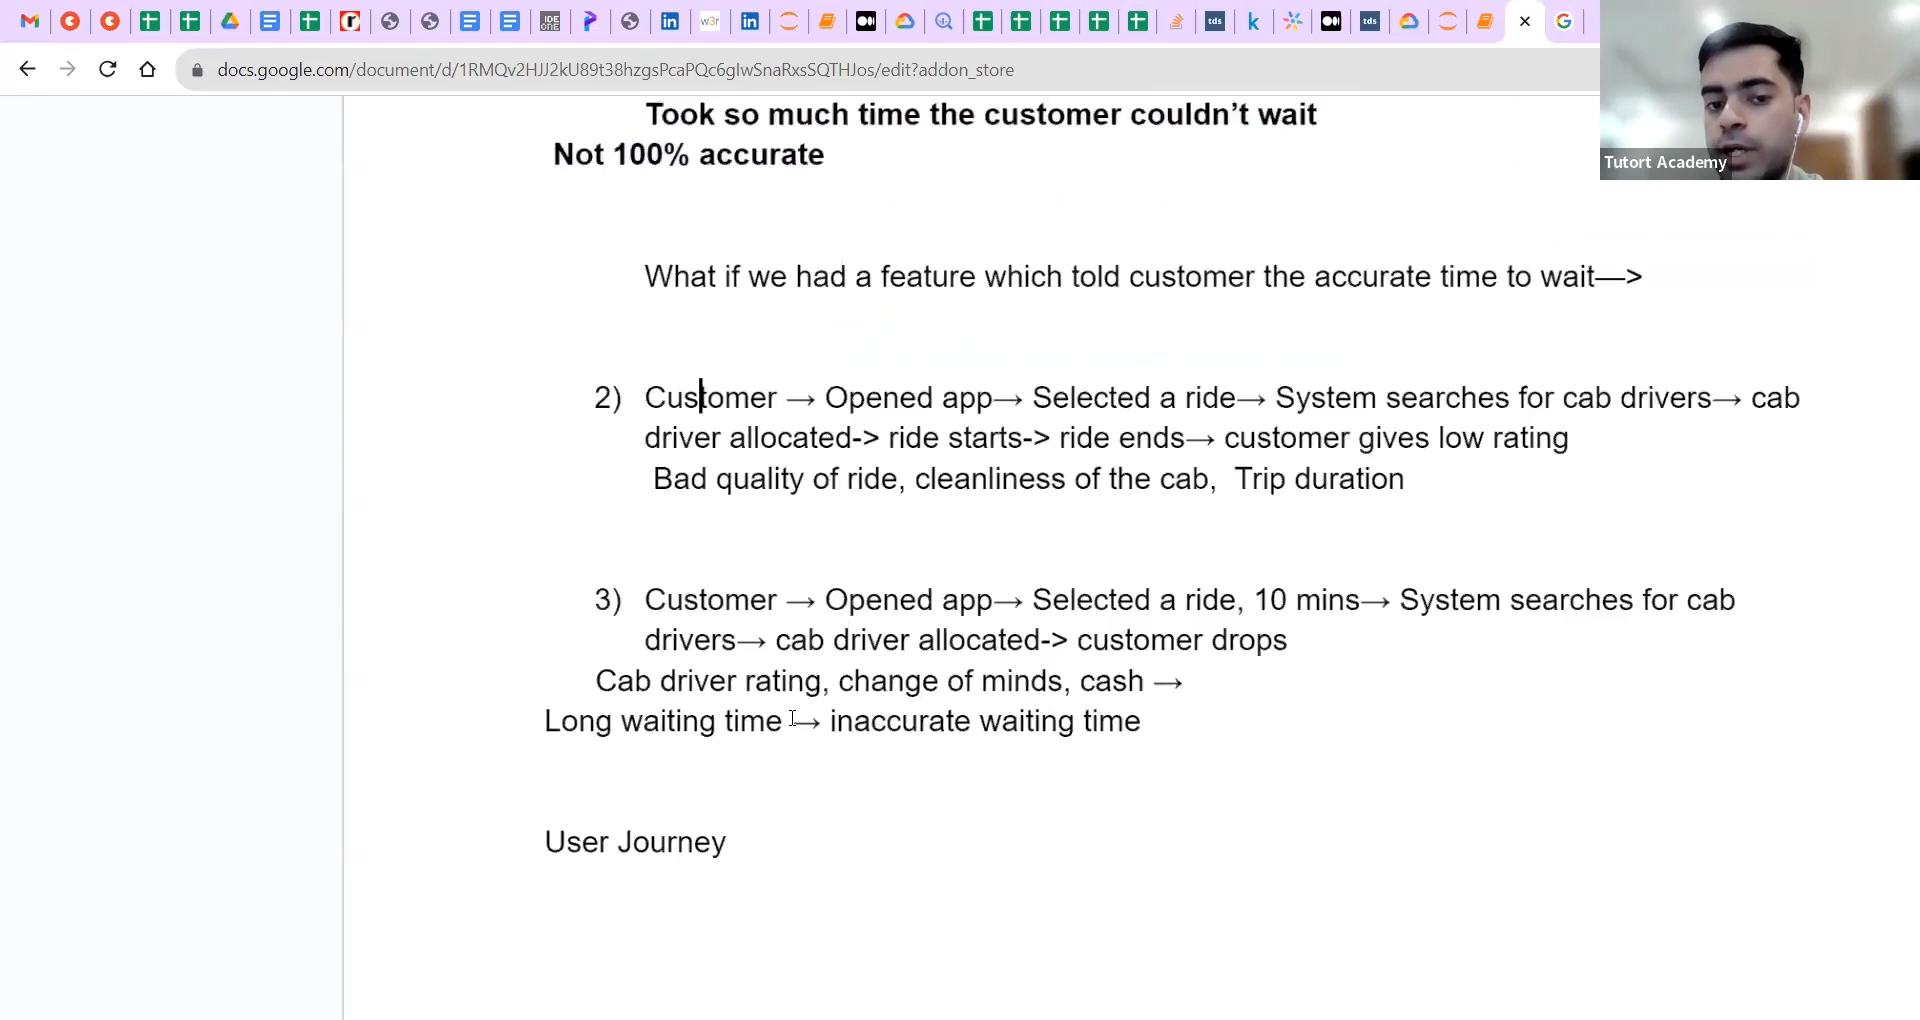 docs.google.com/document/d/1RMQv2HJJ2kU89t38hzgsPcaPQc6gIwSnaRxsSQTHJos/edit?addon_store
Tutort Academy
Took so much time the customer couldn’t wait
Not 100% accurate
What if we had a feature which told customer the accurate time to wait—>
2) Customer → Opened app→ Selected a ride→ System searches for cab drivers→ cab
driver allocated-> ride starts-> ride ends→ customer gives low rating
Bad quality of ride, cleanliness of the cab, Trip duration
3) Customer → Opened app→ Selected a ride, 10 mins→ System searches for cab
drivers→ cab driver allocated-> customer drops
Cab driver rating, change of minds, cash →
Long waiting time → inaccurate waiting time
User Journey